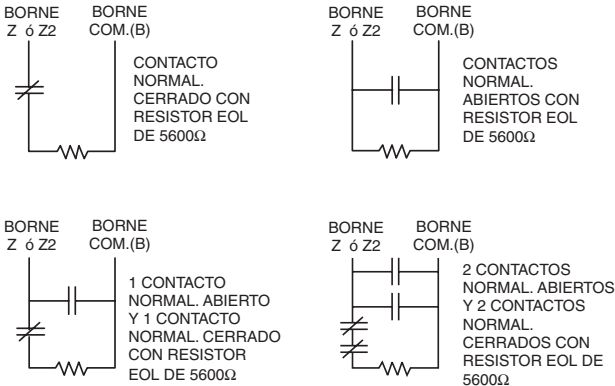 BORNE
Z ó Z2
BORNE
COM.(B)
CONTACTO
NORMAL.
CERRADO CON
RESISTOR EOL
DE 5600Ω
BORNE
Z ó Z2
BORNE
COM.(B)
CONTACTOS
NORMAL.
ABIERTOS CON
RESISTOR EOL
DE 5600Ω
BORNE
Z ó Z2
BORNE
COM.(B)
1 CONTACTO
NORMAL. ABIERTO
Y 1 CONTACTO
NORMAL. CERRADO
CON RESISTOR
EOL DE 5600Ω
BORNE
Z ó Z2
BORNE
COM.(B)
2 CONTACTOS
NORMAL. ABIERTOS
Y 2 CONTACTOS
NORMAL.
CERRADOS CON
RESISTOR EOL DE
5600Ω